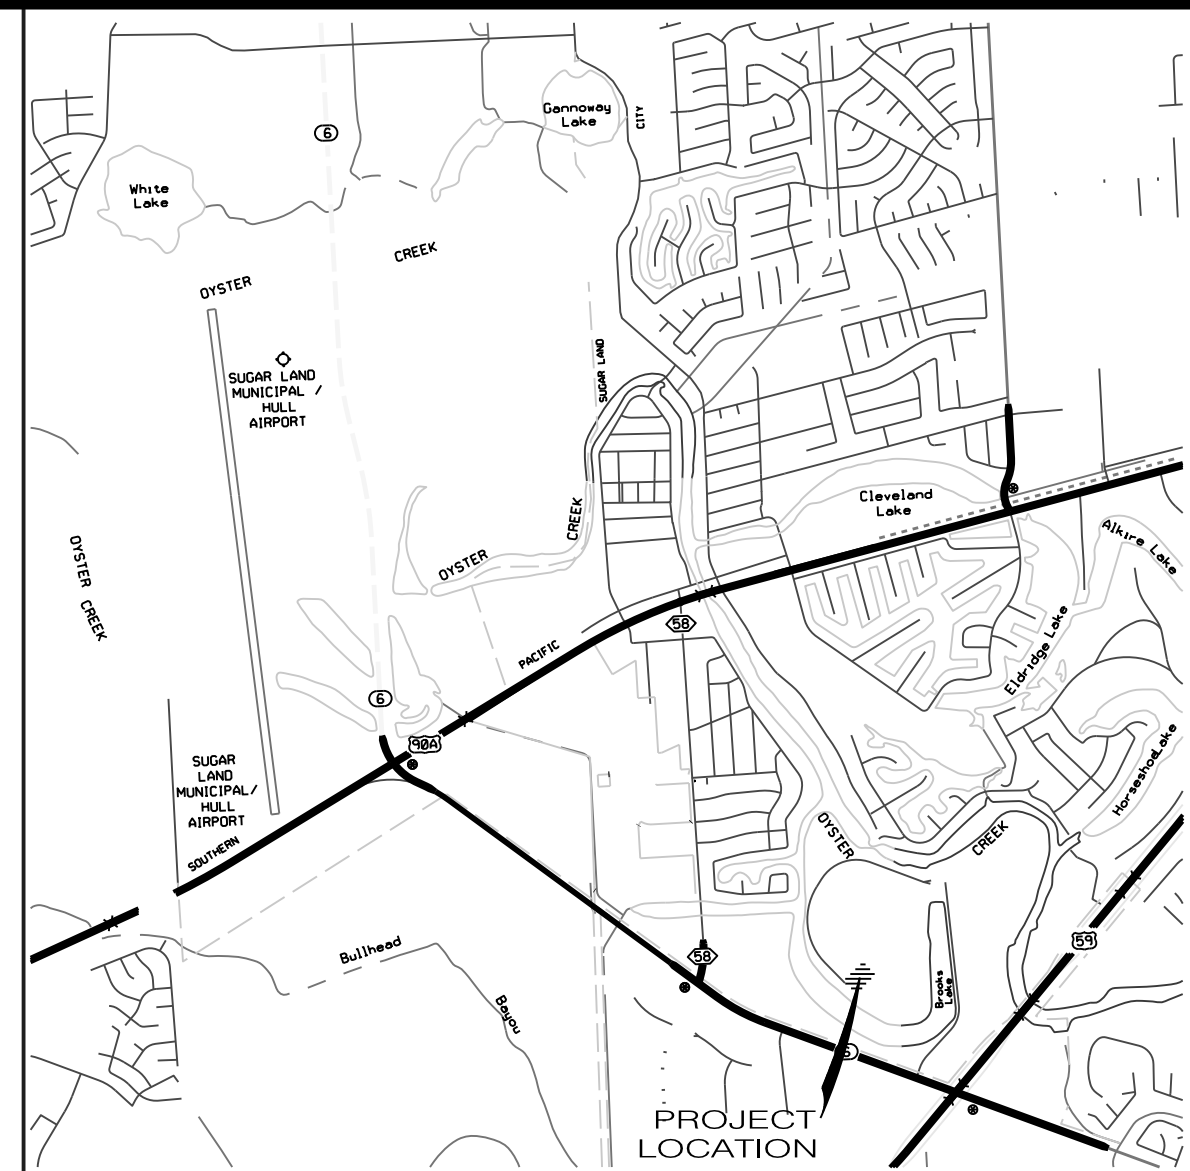 Gannoway
Lake
CITY
6
White
Lake
CREEK
OYSTER
SUGAR LAND
MUNICIPAL /
HULL
AIRPORT
SUGAR LAND
Cleveland
Lake
CREEK
Alkire Lake
OYSTER CREEK
OYSTER
58
Eldridge Lake
PACIFIC
6
90A
Horseshoe Lake
SUGAR
LAND
MUNICIPAL/
HULL
AIRPORT
SOUTHERN
OYSTER
CREEK
59
Bullhead
58
Brooks
Lake
Bayou
6
PROJECT
LOCATION